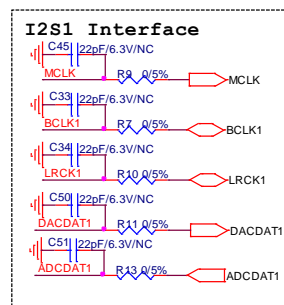 I2S1 Interface
C45 22pF/6.3V/NC
MCLK R9 0/5% MCLK
C33 22pF/6.3V/NC
BCLK1 R7 0/5% BCLK1
C34 22pF/6.3V/NC
LRCK1 R10 0/5% LRCK1
C50 22pF/6.3V/NC
DACDAT1 R11 0/5% DACDAT1
C51 22pF/6.3V/NC
ADCDAT1 R13 0/5% ADCDAT1